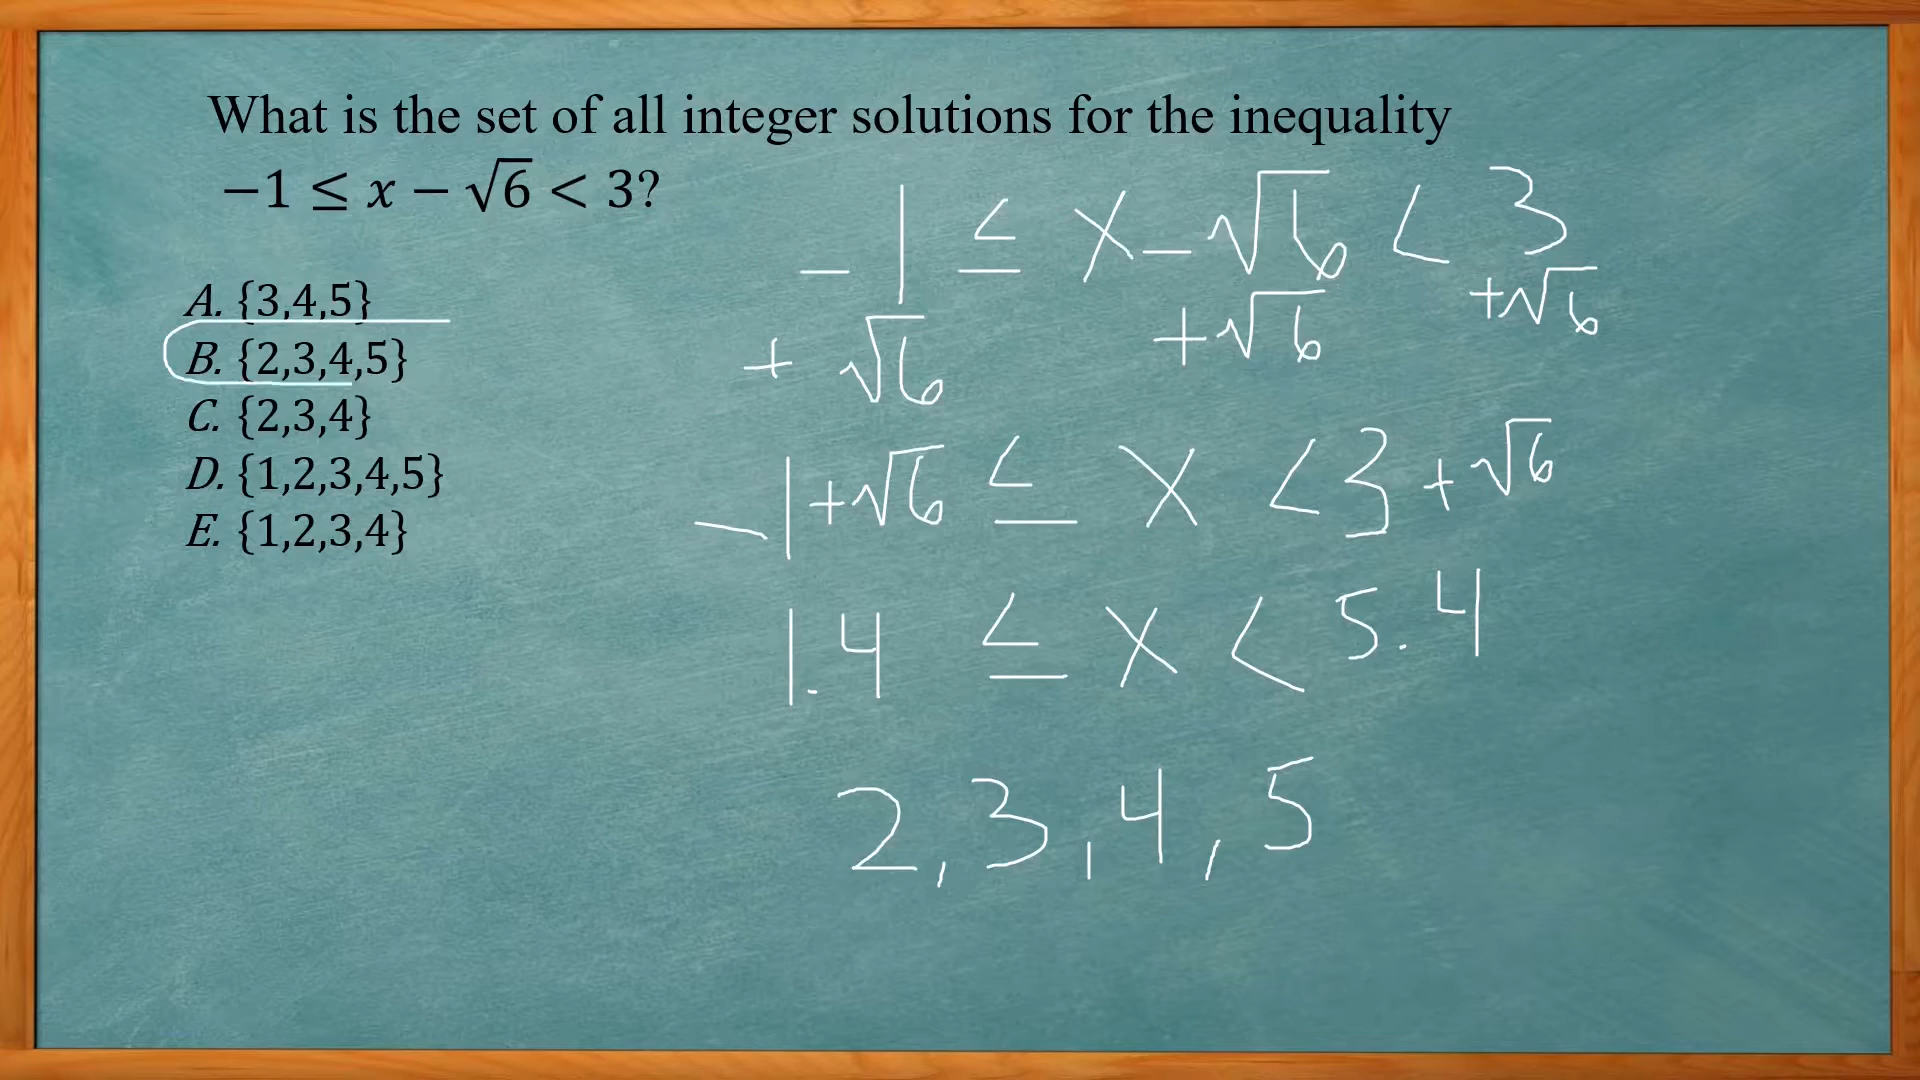 What is the set of all integer solutions for the inequality
−1 ≤ x − √6 < 3?
A. {3,4,5}
B. {2,3,4,5}
C. {2,3,4}
D. {1,2,3,4,5}
E. {1,2,3,4}
−1 ≤ x − √6 < 3
+ √6 +√6 +√6
−1+√6 ≤ x < 3 + √6
1.4 ≤ x < 5.4
2, 3, 4, 5